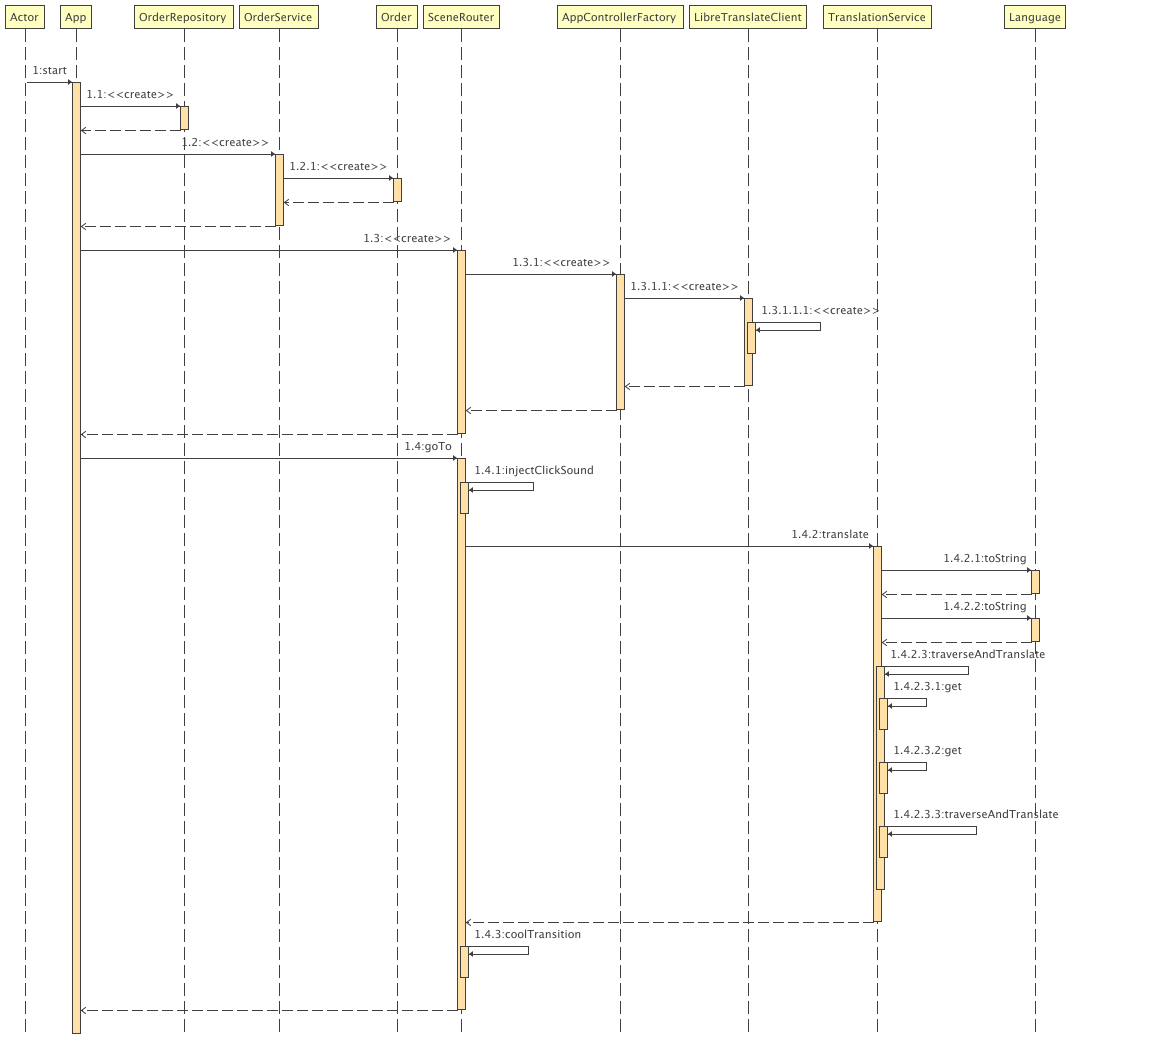 Actor
App
OrderRepository
OrderService
Order
SceneRouter
AppControllerFactory
LibreTranslateClient
TranslationService
Language
1:start
1.1:<<create>>
1.2:<<create>>
1.2.1:<<create>>
1.3:<<create>>
1.3.1:<<create>>
1.3.1.1:<<create>>
1.3.1.1.1:<<create>>
1.4:goTo
1.4.1:injectClickSound
1.4.2:translate
1.4.2.1:toString
1.4.2.2:toString
1.4.2.3:traverseAndTranslate
1.4.2.3.1:get
1.4.2.3.2:get
1.4.2.3.3:traverseAndTranslate
1.4.3:coolTransition